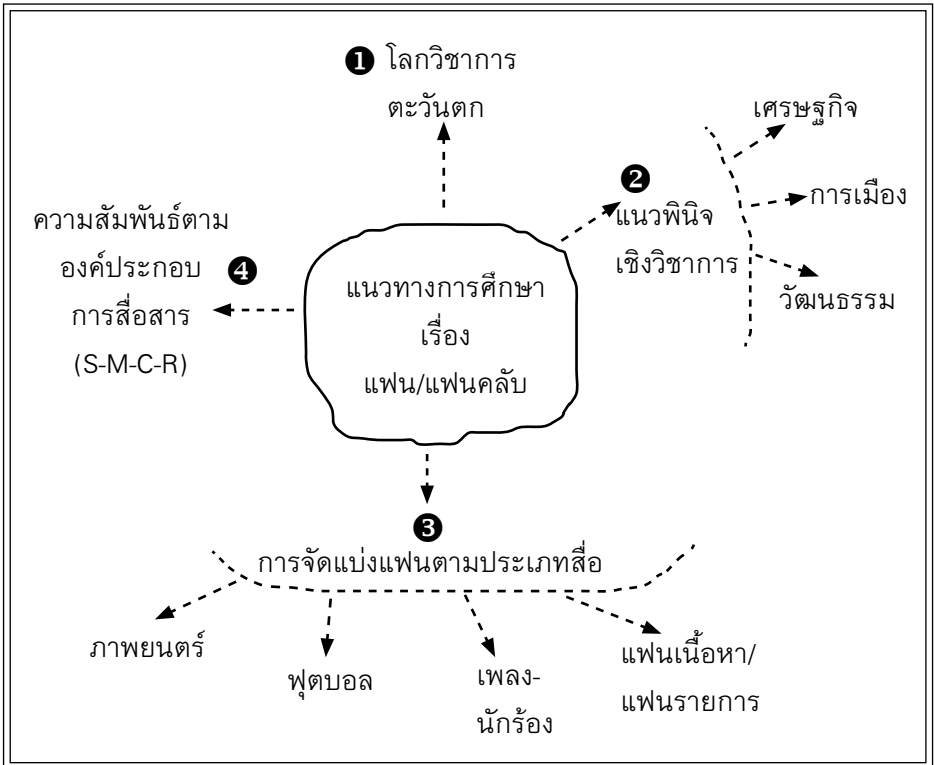 ❶ โลกวิชาการ
ตะวันตก
❷
แนวพินิจ
เชิงวิชาการ
เศรษฐกิจ
การเมือง
วัฒนธรรม
ความสัมพันธ์ตาม
องค์ประกอบ ❹
การสื่อสาร
(S-M-C-R)
แนวทางการศึกษา
เรื่อง
แฟน/แฟนคลับ
❸
การจัดแบ่งแฟนตามประเภทสื่อ
ภาพยนตร์
ฟุตบอล
เพลง-
นักร้อง
แฟนเนื้อหา/
แฟนรายการ